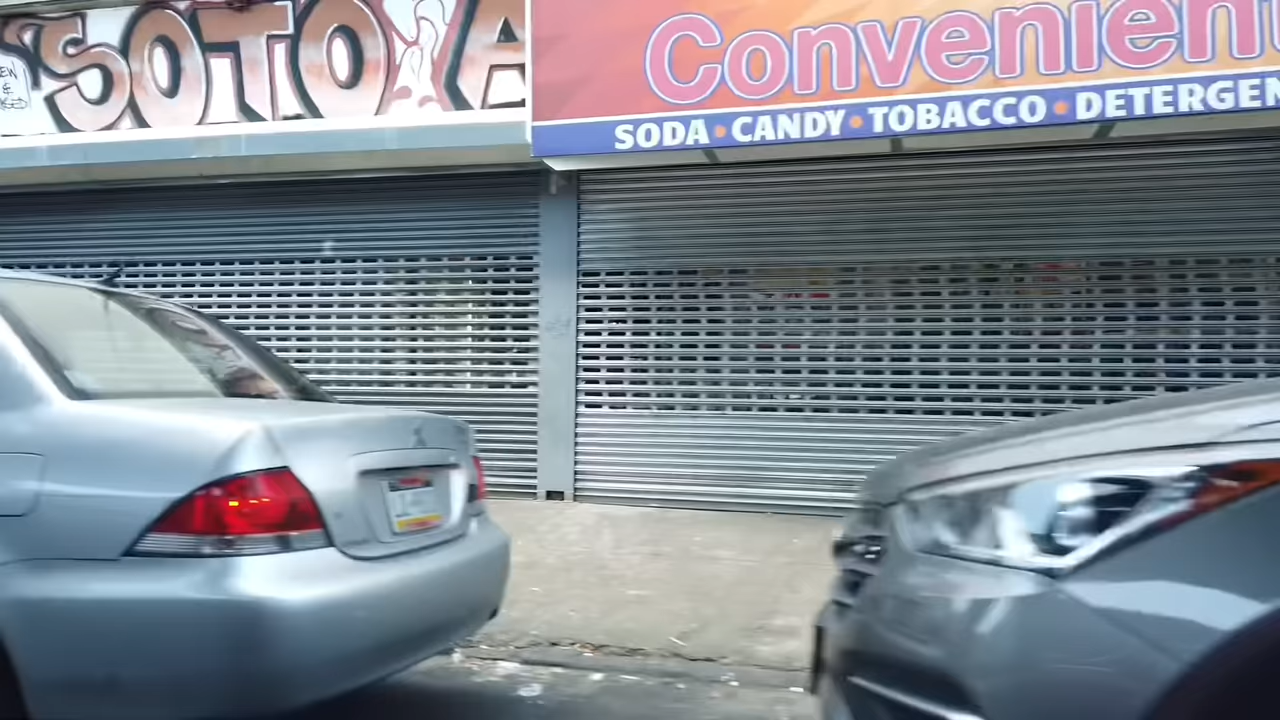 SOTO A
Convenien
SODA • CANDY • TOBACCO • DETERGEN